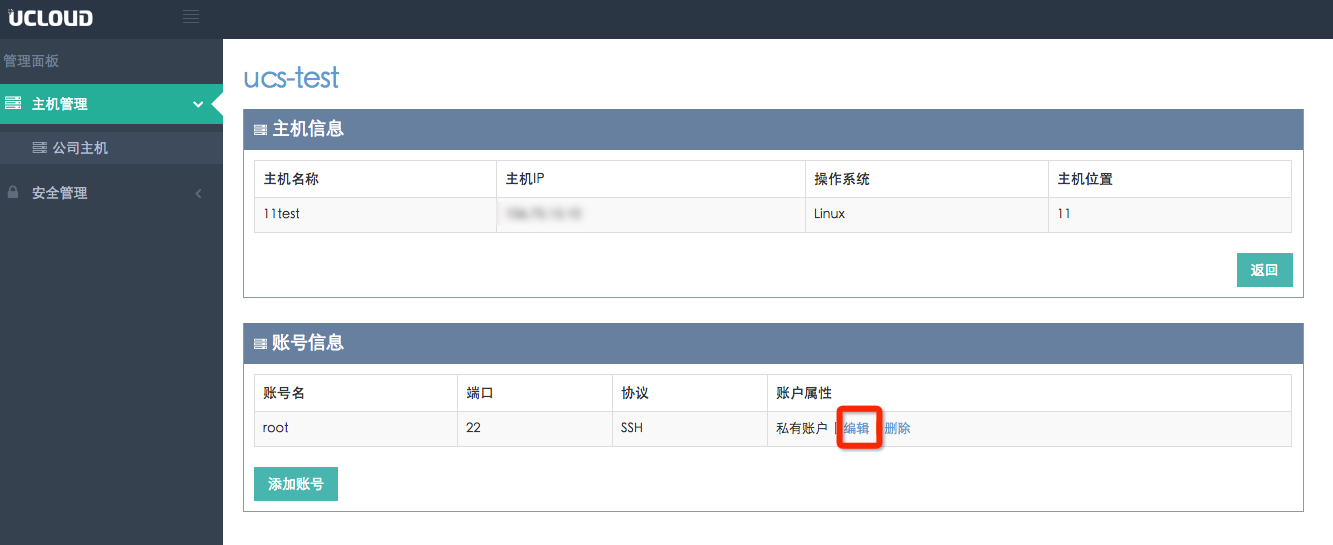 UCLOUD
管理面板
主机管理
公司主机
安全管理
ucs-test
主机信息
主机名称 主机IP 操作系统 主机位置
11test Linux 11
返回
账号信息
账号名 端口 协议 账户属性
root 22 SSH 私有账户 | 编辑 | 删除
添加账号